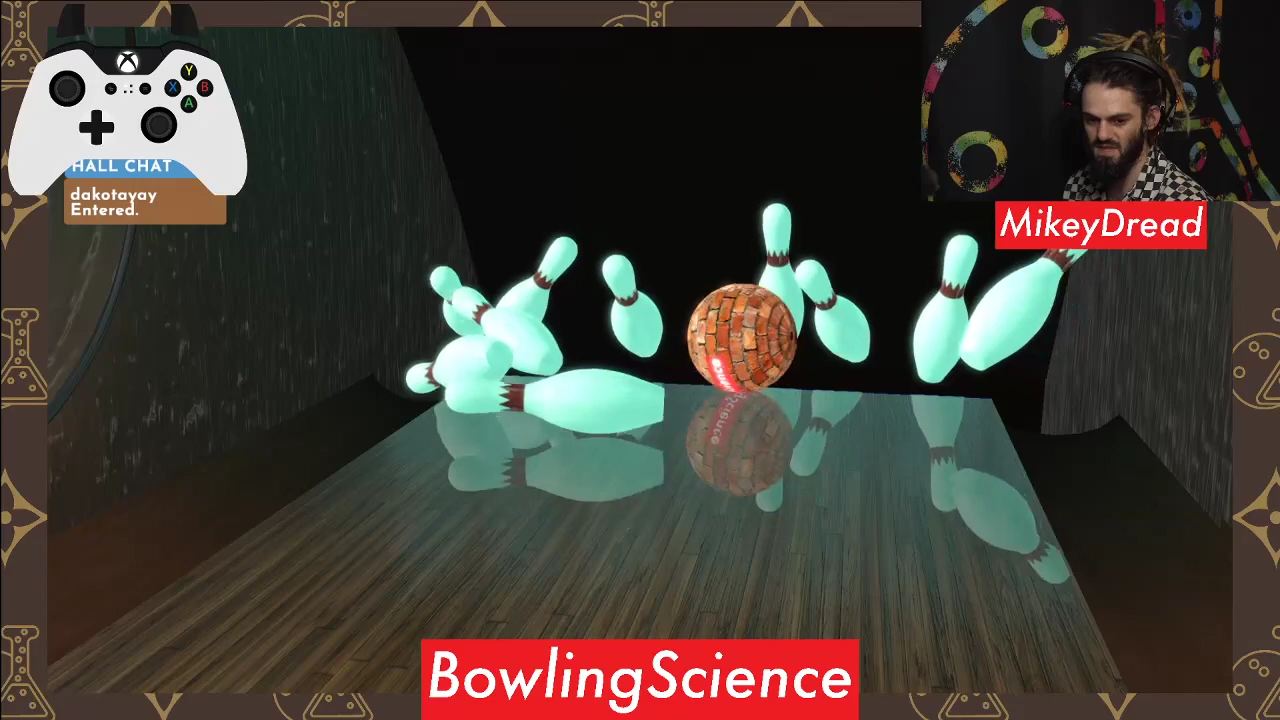 Y
X
B
A
HALL CHAT
dakotayay
Entered.
MikeyDread
BowlingScience